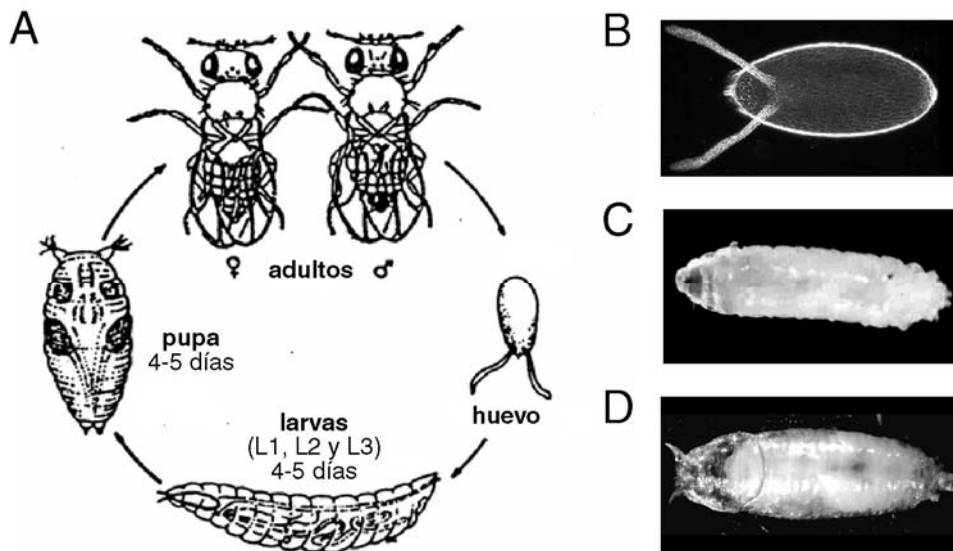 A
♀ adultos ♂
pupa
4-5 días
huevo
larvas
(L1, L2 y L3)
4-5 días
B
C
D